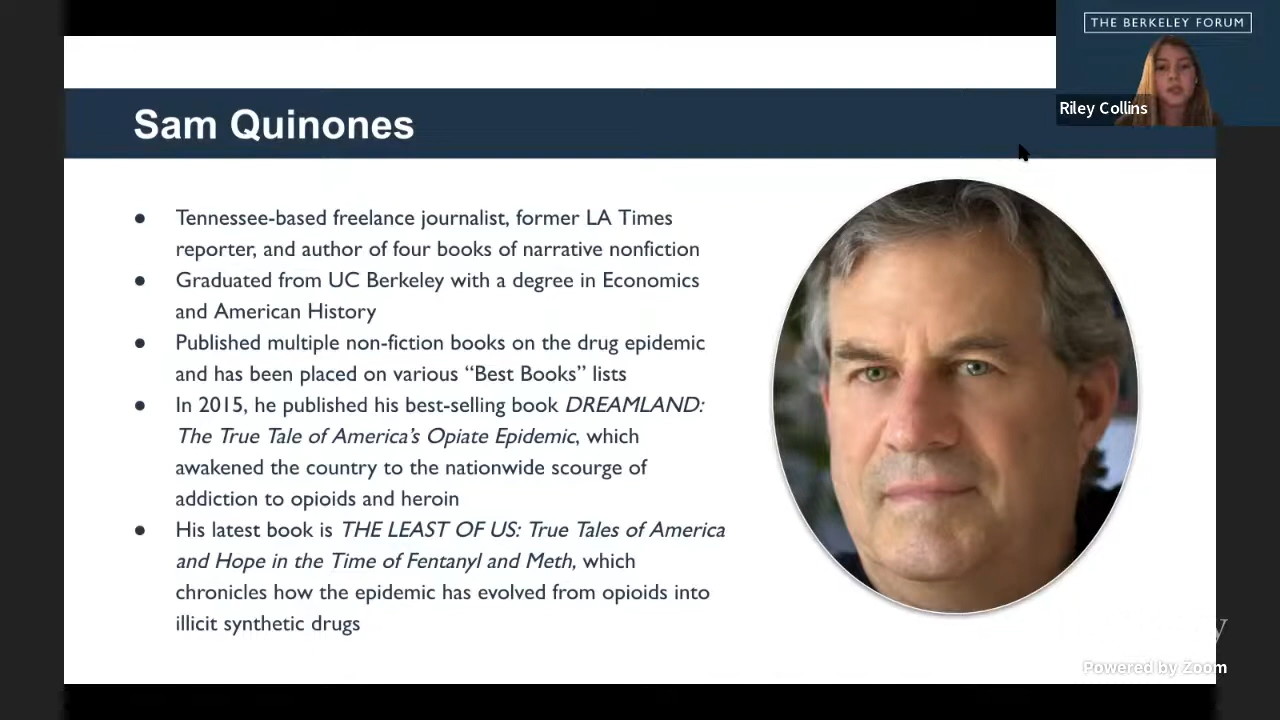 THE BERKELEY FORUM
Riley Collins
Sam Quinones
● Tennessee-based freelance journalist, former LA Times
reporter, and author of four books of narrative nonfiction
● Graduated from UC Berkeley with a degree in Economics
and American History
● Published multiple non-fiction books on the drug epidemic
and has been placed on various “Best Books” lists
● In 2015, he published his best-selling book DREAMLAND:
The True Tale of America’s Opiate Epidemic, which
awakened the country to the nationwide scourge of
addiction to opioids and heroin
● His latest book is THE LEAST OF US: True Tales of America
and Hope in the Time of Fentanyl and Meth, which
chronicles how the epidemic has evolved from opioids into
illicit synthetic drugs
Powered by Zoom